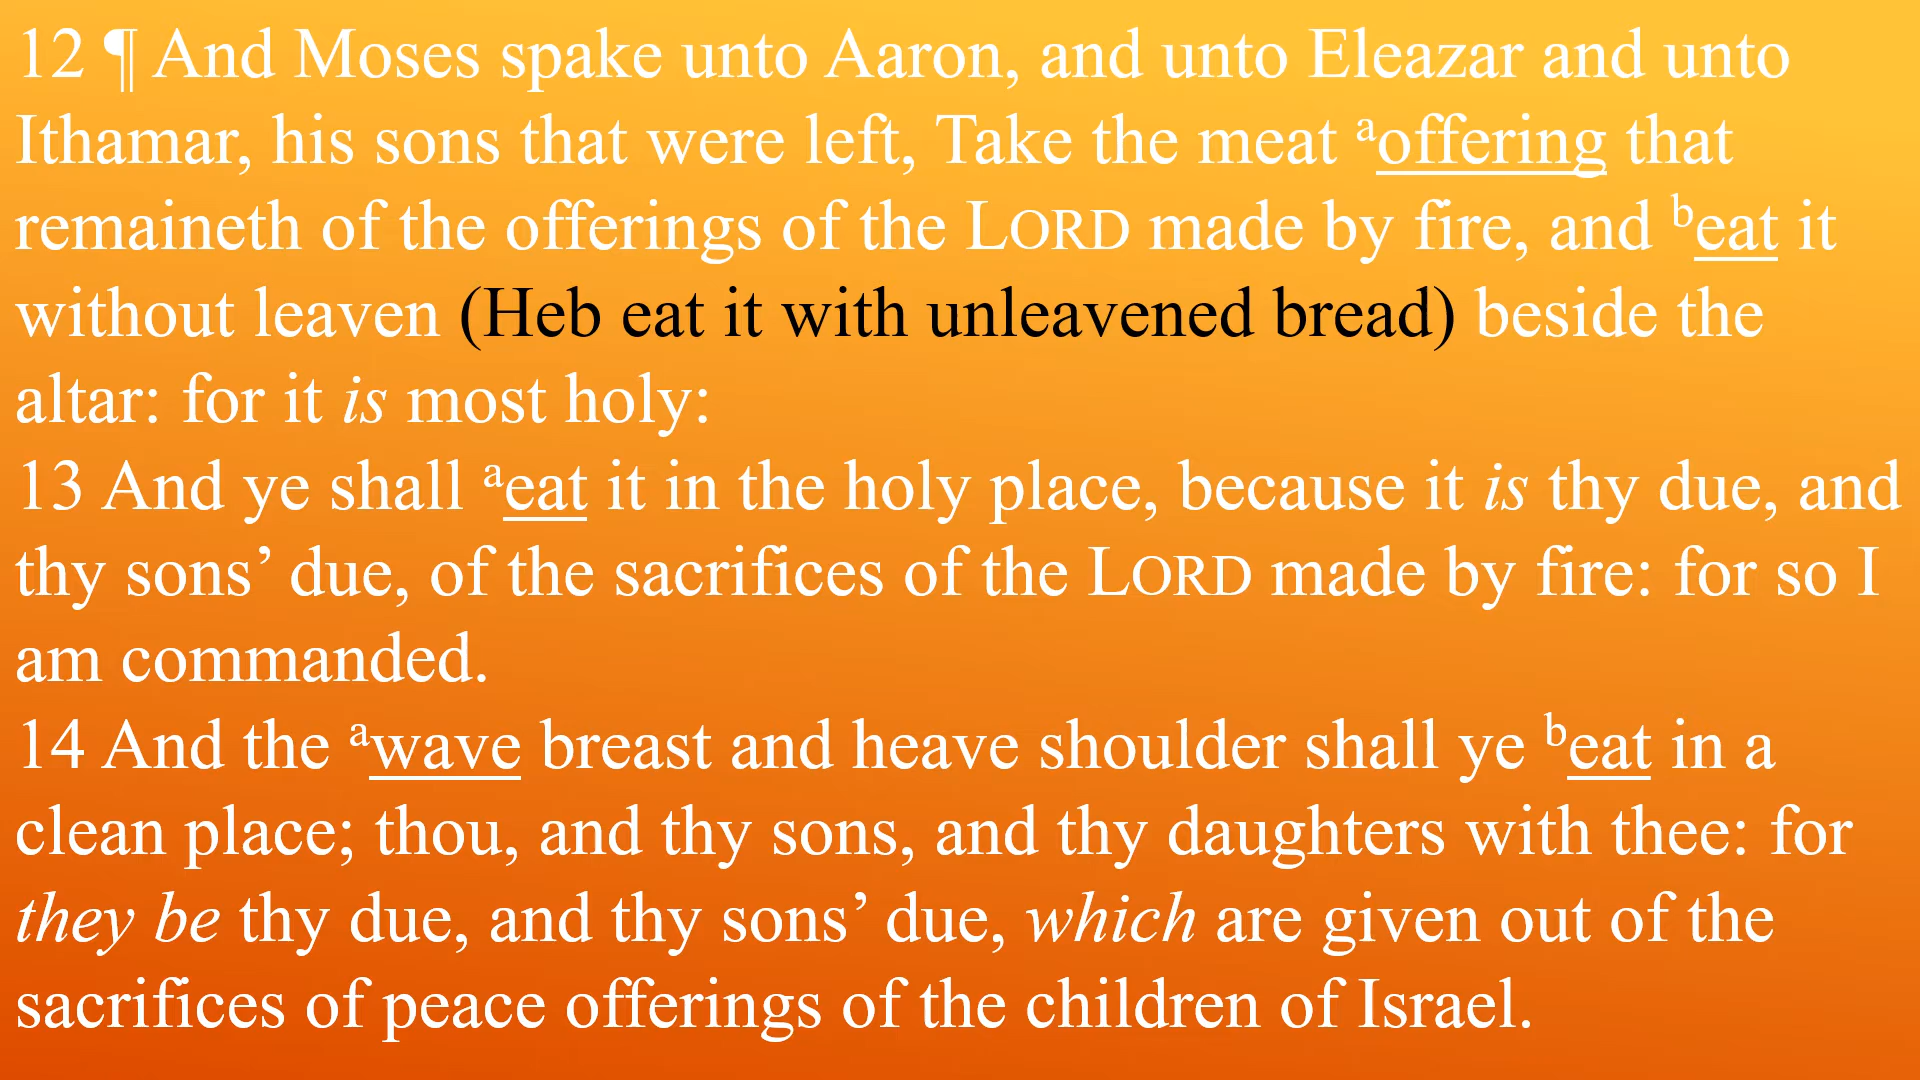 12 ¶ And Moses spake unto Aaron, and unto Eleazar and unto
Ithamar, his sons that were left, Take the meat ᵃoffering that
remaineth of the offerings of the LORD made by fire, and ᵇeat it
without leaven (Heb eat it with unleavened bread) beside the
altar: for it is most holy:
13 And ye shall ᵃeat it in the holy place, because it is thy due, and
thy sons’ due, of the sacrifices of the LORD made by fire: for so I
am commanded.
14 And the ᵃwave breast and heave shoulder shall ye ᵇeat in a
clean place; thou, and thy sons, and thy daughters with thee: for
they be thy due, and thy sons’ due, which are given out of the
sacrifices of peace offerings of the children of Israel.